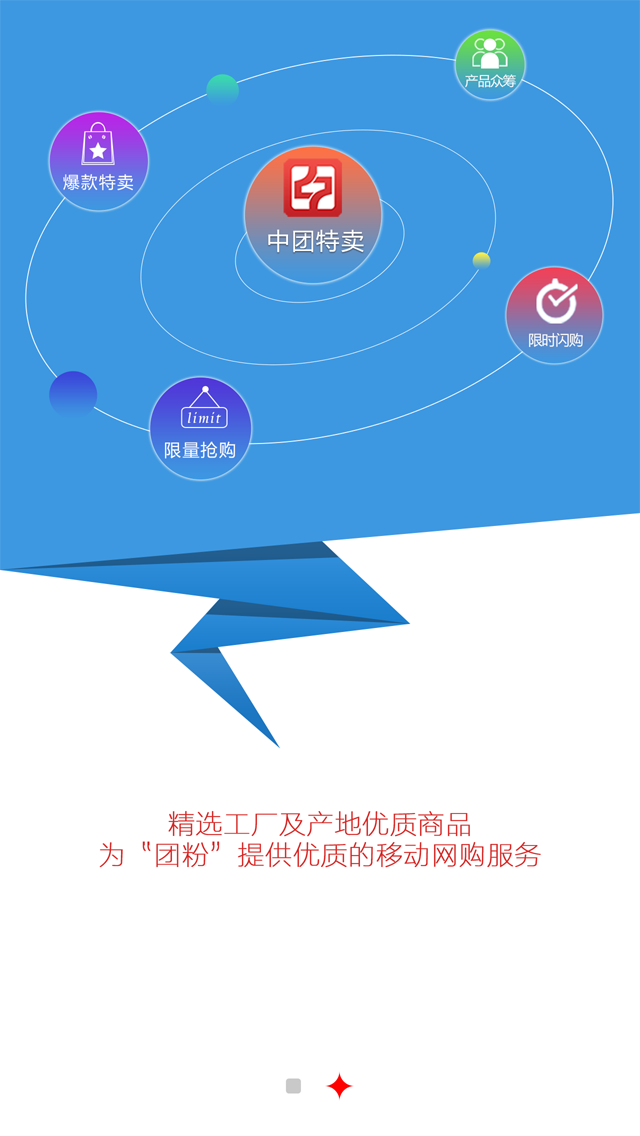 产品众筹
爆款特卖
中团特卖
限时闪购
limit
限量抢购
精选工厂及产地优质商品
为“团粉”提供优质的移动网购服务